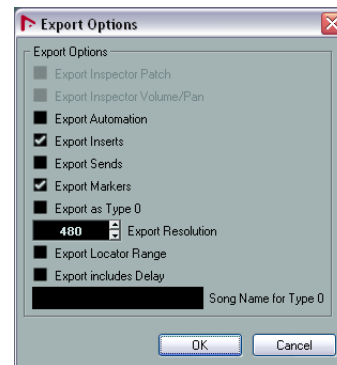 Export Options
Export Options
Export Inspector Patch
Export Inspector Volume/Pan
Export Automation
Export Inserts
Export Sends
Export Markers
Export as Type 0
480 Export Resolution
Export Locator Range
Export includes Delay
Song Name for Type 0
OK Cancel